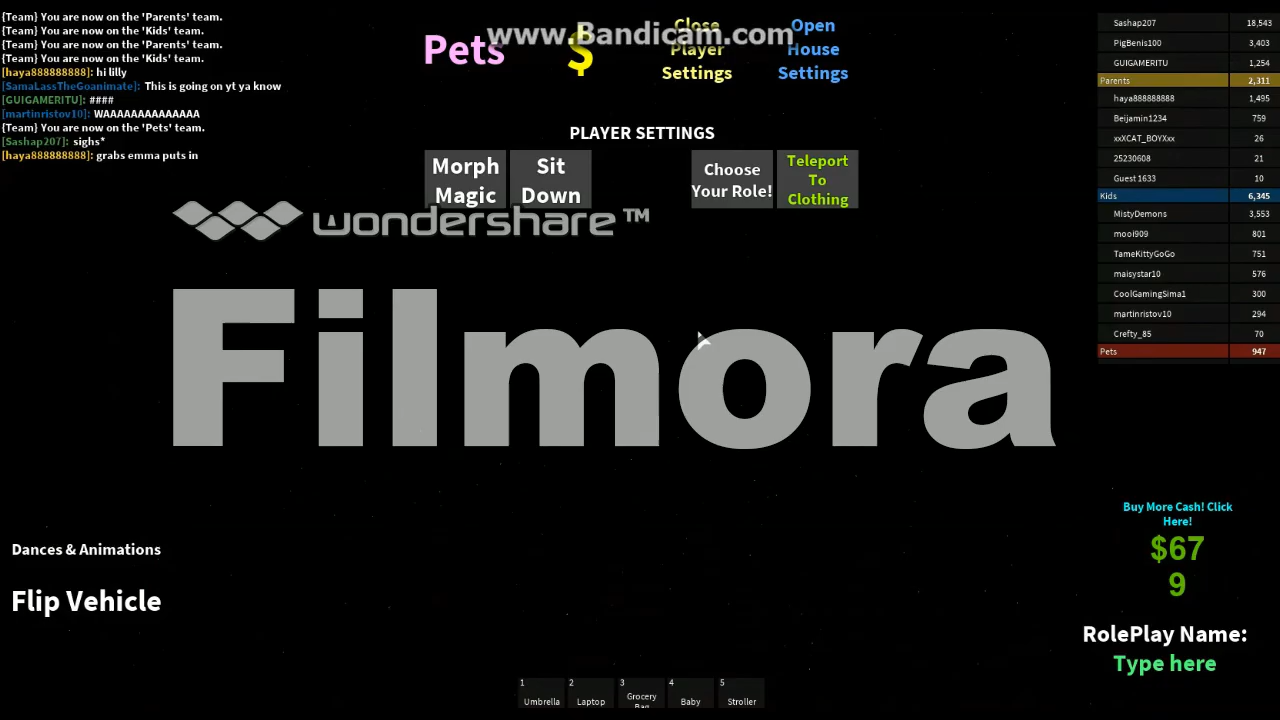 {Team} You are now on the 'Parents' team.
{Team} You are now on the 'Kids' team.
{Team} You are now on the 'Parents' team.
{Team} You are now on the 'Kids' team.
[haya888888888]: hi lilly
[SamaLassTheGoanimate]: This is going on yt ya know
[GUIGAMERITU]: ####
[martinristov10]: WAAAAAAAAAAAAAA
{Team} You are now on the 'Pets' team.
[Sashap207]: sighs*
[haya888888888]: grabs emma puts in
Pets
$
www.Bandicam.com
Close
Player
Settings
Open
House
Settings
PLAYER SETTINGS
Morph
Magic
Sit
Down
Choose
Your Role!
Teleport
To
Clothing
wondershare™
Filmora
Sashap207 18,543
PigBenis100 3,403
GUIGAMERITU 1,254
Parents 2,311
haya888888888 1,495
Beijamin1234 759
xxXCAT_BOYXxx 26
25230608 21
Guest 1633 10
Kids 6,345
MistyDemons 3,553
mooi909 801
TameKittyGoGo 751
maisystar10 576
CoolGamingSima1 300
martinristov10 294
Crefty_85 70
Pets 947
Dances & Animations
Flip Vehicle
Buy More Cash! Click
Here!
$67
9
RolePlay Name:
Type here
1 Umbrella
2 Laptop
3 Grocery
Bag
4 Baby
5 Stroller